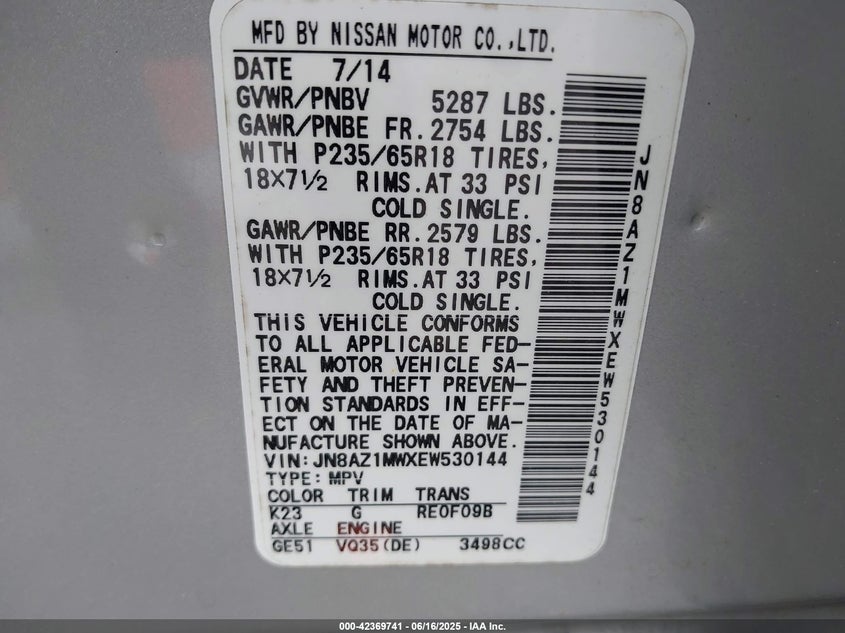 MFD BY NISSAN MOTOR CO.,LTD.
DATE 7/14
GVWR/PNBV 5287 LBS.
GAWR/PNBE FR. 2754 LBS.
WITH P235/65R18 TIRES,
18×7½ RIMS. AT 33 PSI
COLD SINGLE.
GAWR/PNBE RR. 2579 LBS.
WITH P235/65R18 TIRES,
18×7½ RIMS. AT 33 PSI
COLD SINGLE.
THIS VEHICLE CONFORMS
TO ALL APPLICABLE FED-
ERAL MOTOR VEHICLE SA-
FETY AND THEFT PREVEN-
TION STANDARDS IN EFF-
ECT ON THE DATE OF MA-
NUFACTURE SHOWN ABOVE.
VIN: JN8AZ1MWXEW530144
TYPE: MPV
COLOR TRIM TRANS
K23 G RE0F09B
AXLE ENGINE
GE51 VQ35(DE) 3498CC
JN8AZ1MWXEW530144
000-42369741 - 06/16/2025 - IAA Inc.